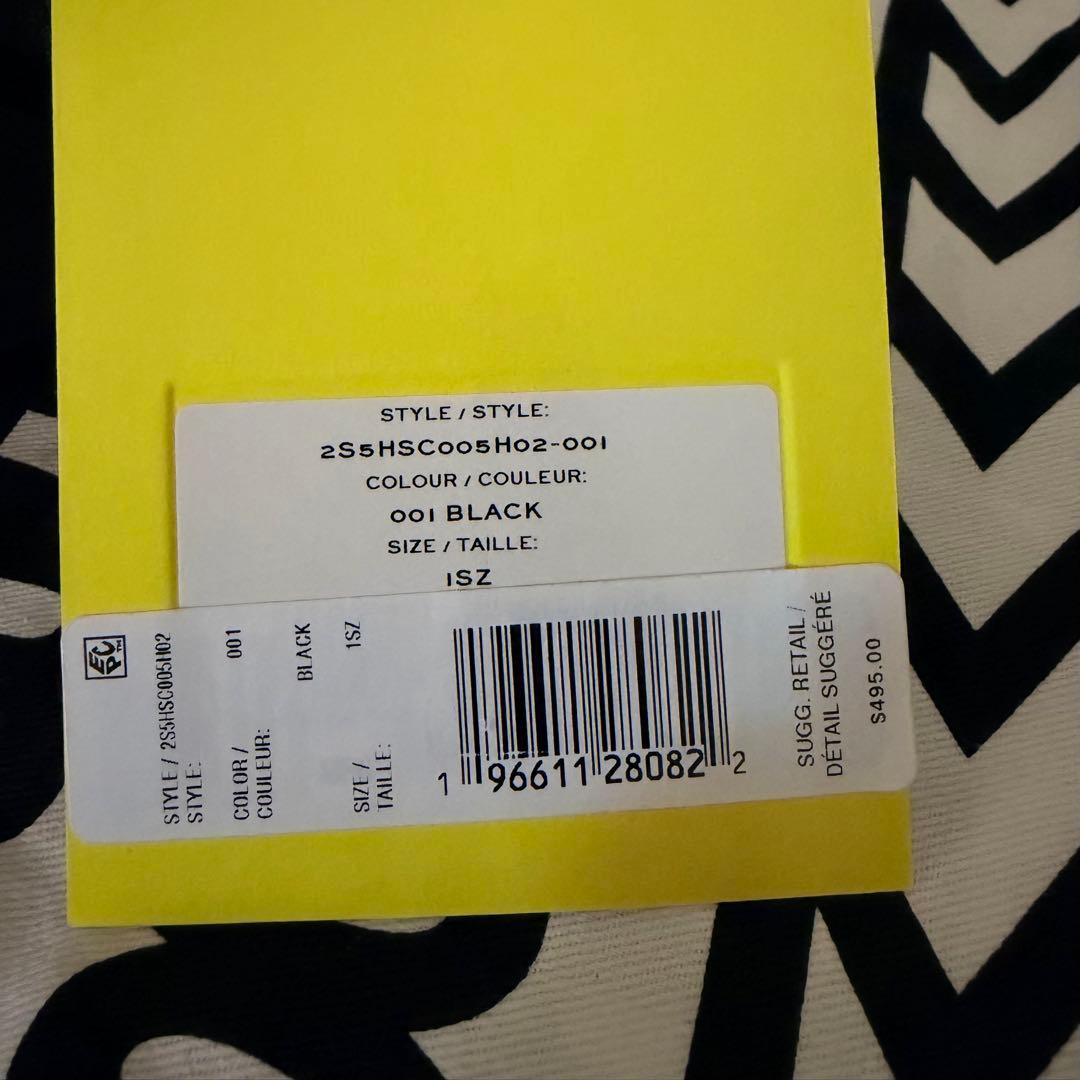 STYLE / STYLE:
2S5HSC005H02-001
COLOUR / COULEUR:
001 BLACK
SIZE / TAILLE:
1SZ
STYLE / 2S5HSC005H02
STYLE:
COLOR / 001
COULEUR:
BLACK
SIZE / 1SZ
TAILLE:
1 96611 28082 2
SUGG. RETAIL /
DÉTAIL SUGGÉRÉ
$495.00